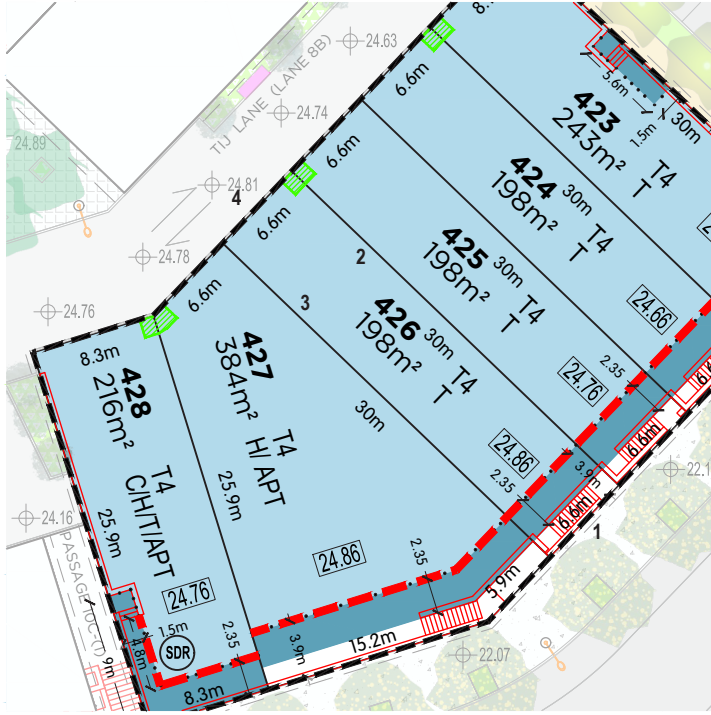 8.
24.63
TIJ LANE (LANE 8B)
6.6m
5.6m
1.5m
30m
423
243m²
T4
T
24.74
24.89
6.6m
424
198m²
30m
T4
T
24.81
4
6.6m
2
425
198m²
30m
T4
T
24.78
24.66
6.6m
3
426
198m²
30m
T4
T
24.76
8.3m
427
384m²
T4
H/APT
30m
24.76
2.35
428
216m²
T4
C/H/T/APT
25.9m
25.9m
24.86
2.35
3.9m
6.6m
6.6m
22.1
24.16
1
24.86
2.35
5.9m
24.76
1.5m
4.8m
9m
SDR
2.35
3.9m
15.2m
8.3m
22.07